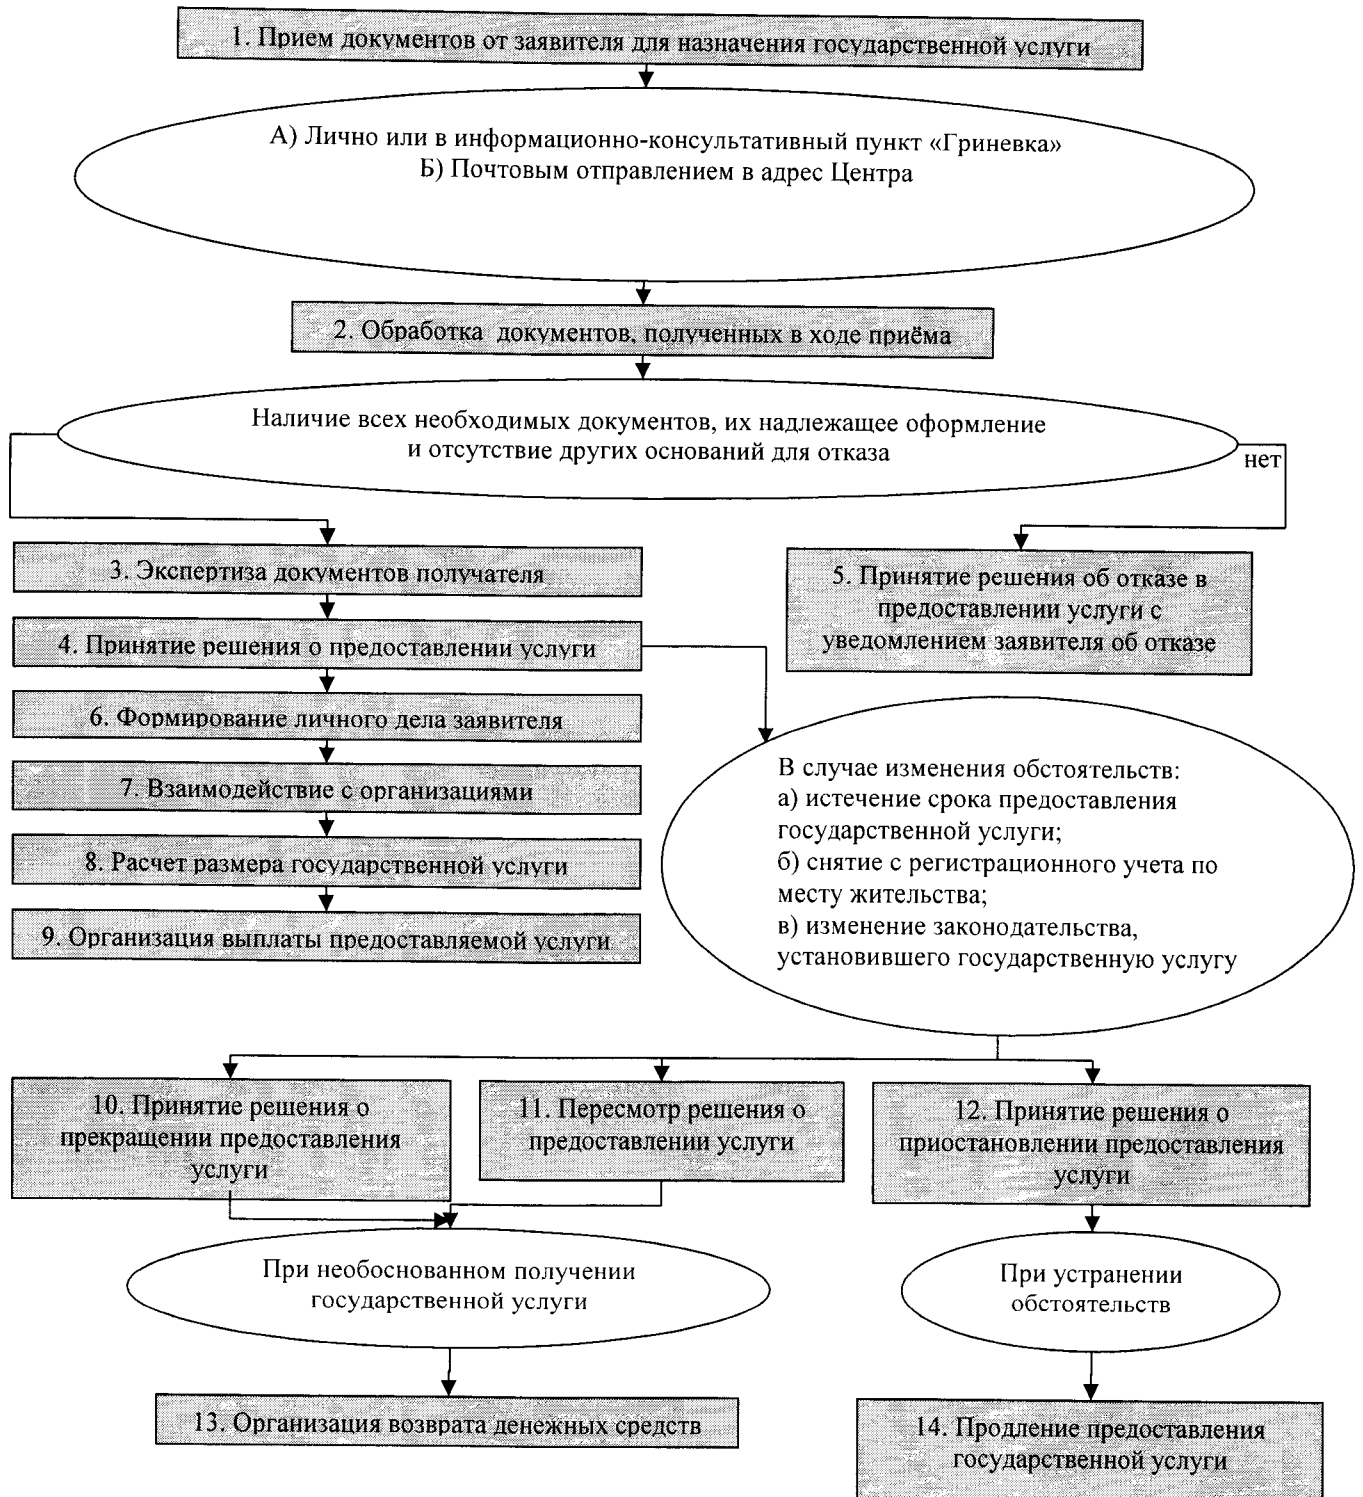 1. Прием документов от заявителя для назначения государственной услуги
А) Лично или в информационно-консультативный пункт «Гриневка»
Б) Почтовым отправлением в адрес Центра
2. Обработка документов, полученных в ходе приёма
Наличие всех необходимых документов, их надлежащее оформление
и отсутствие других оснований для отказа
нет
3. Экспертиза документов получателя
4. Принятие решения о предоставлении услуги
5. Принятие решения об отказе в
предоставлении услуги с
уведомлением заявителя об отказе
6. Формирование личного дела заявителя
7. Взаимодействие с организациями
8. Расчет размера государственной услуги
9. Организация выплаты предоставляемой услуги
В случае изменения обстоятельств:
а) истечение срока предоставления
государственной услуги;
б) снятие с регистрационного учета по
месту жительства;
в) изменение законодательства,
установившего государственную услугу
10. Принятие решения о
прекращении предоставления
услуги
11. Пересмотр решения о
предоставлении услуги
12. Принятие решения о
приостановлении предоставления
услуги
При необоснованном получении
государственной услуги
При устранении
обстоятельств
13. Организация возврата денежных средств
14. Продление предоставления
государственной услуги